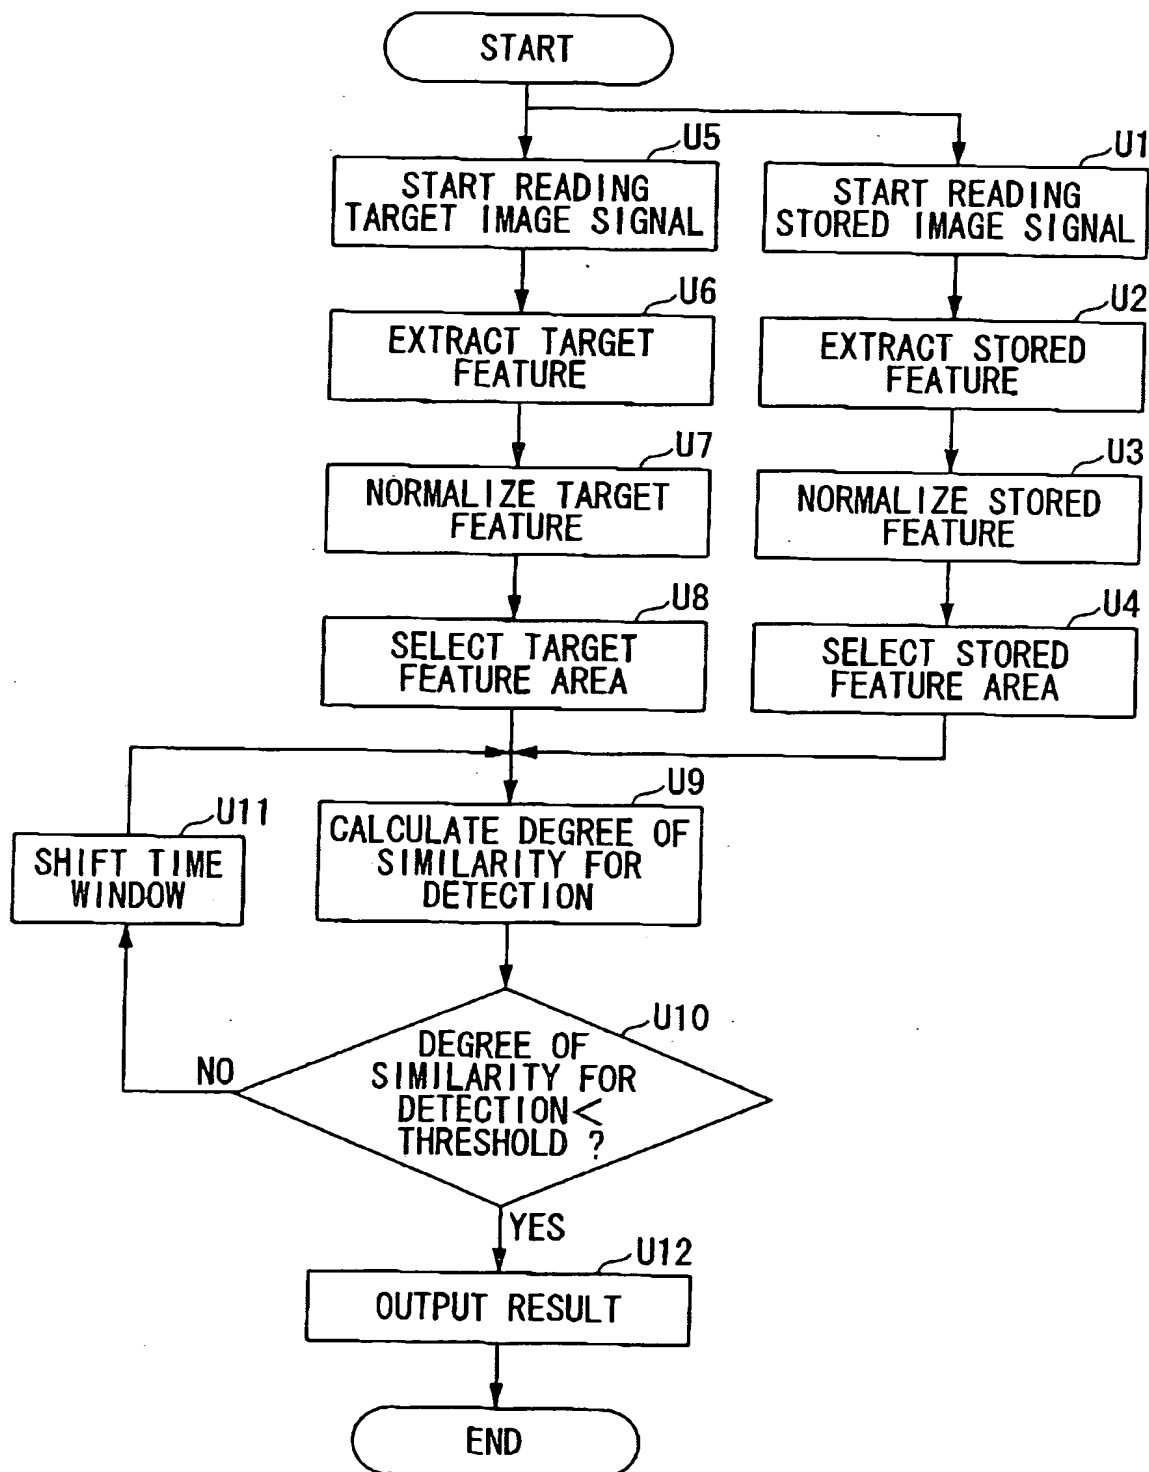 START
U5
START READING
TARGET IMAGE SIGNAL
U1
START READING
STORED IMAGE SIGNAL
U6
EXTRACT TARGET
FEATURE
U2
EXTRACT STORED
FEATURE
U7
NORMALIZE TARGET
FEATURE
U3
NORMALIZE STORED
FEATURE
U8
SELECT TARGET
FEATURE AREA
U4
SELECT STORED
FEATURE AREA
U9
CALCULATE DEGREE OF
SIMILARITY FOR
DETECTION
U11
SHIFT TIME
WINDOW
U10
DEGREE OF
SIMILARITY FOR
DETECTION<
THRESHOLD ?
NO
YES
U12
OUTPUT RESULT
END